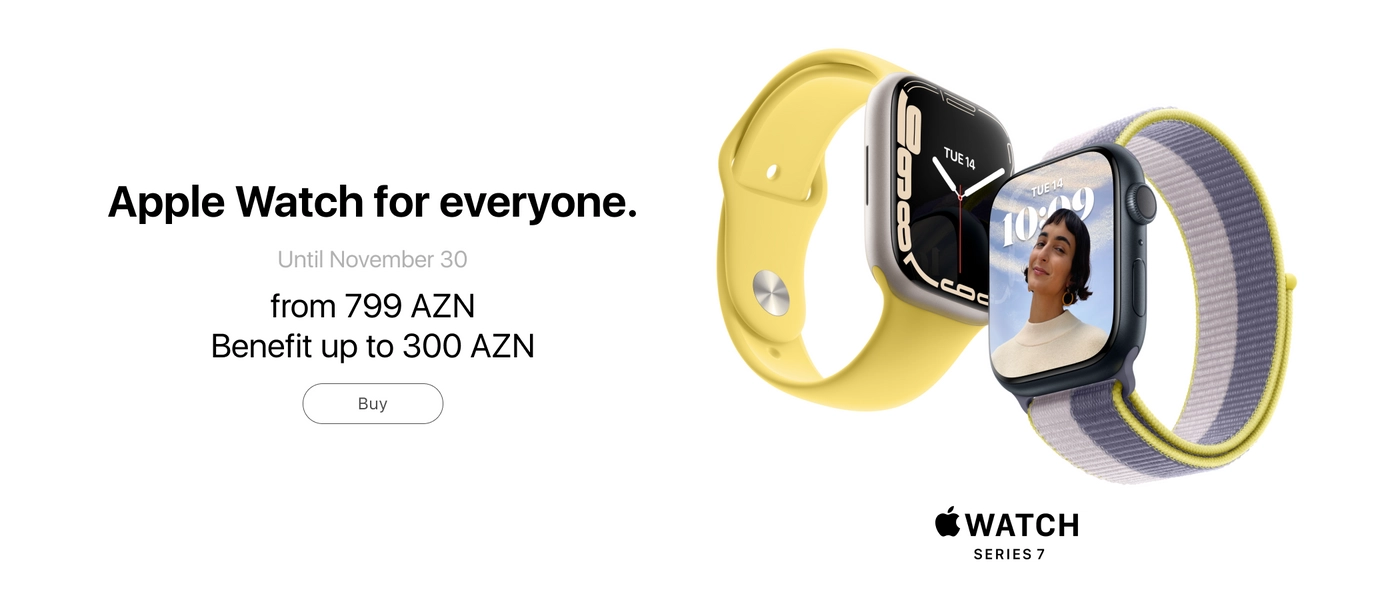 Apple Watch for everyone.
Until November 30
from 799 AZN
Benefit up to 300 AZN
Buy
TUE 14
TUE 14
10:09
WATCH
SERIES 7